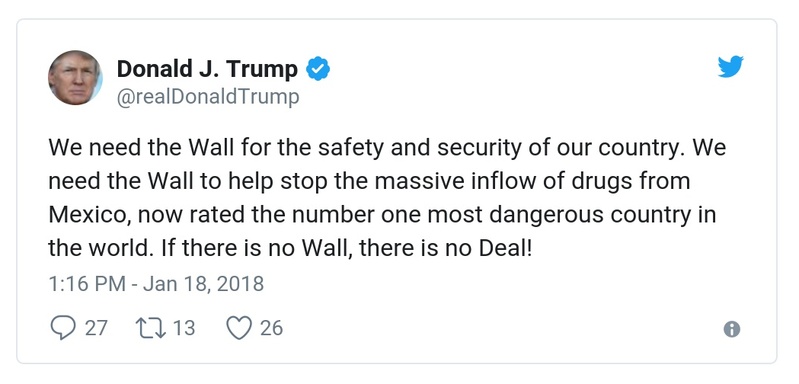 Donald J. Trump
@realDonaldTrump
We need the Wall for the safety and security of our country. We
need the Wall to help stop the massive inflow of drugs from
Mexico, now rated the number one most dangerous country in
the world. If there is no Wall, there is no Deal!
1:16 PM - Jan 18, 2018
27 13 26